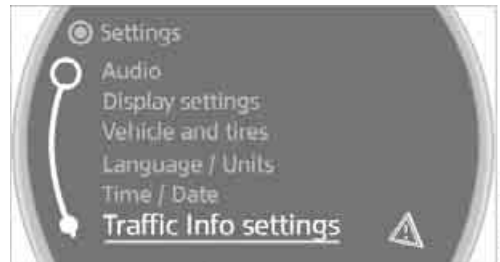 Settings
Audio
Display settings
Vehicle and tires
Language / Units
Time / Date
Traffic Info settings